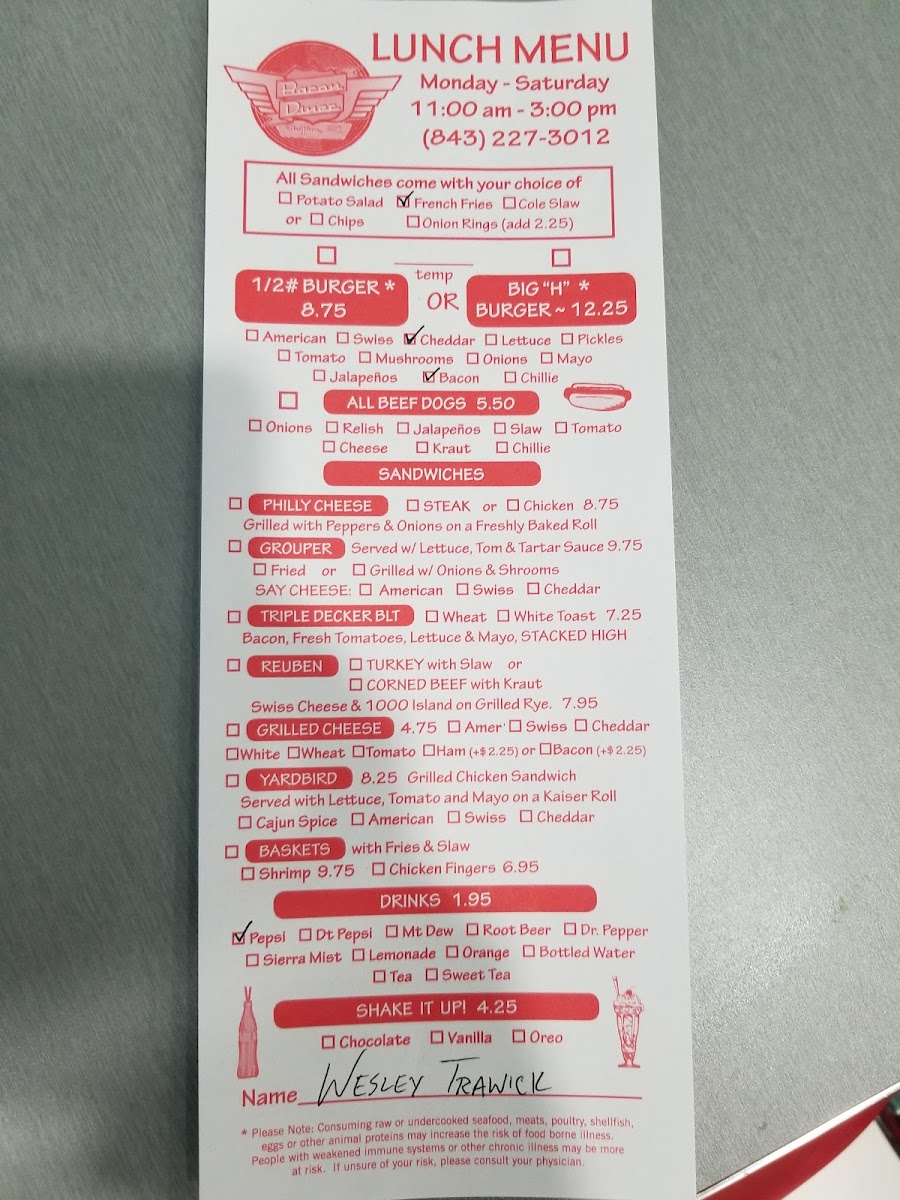 LUNCH MENU
Bacon
Diner
Monday - Saturday
11:00 am - 3:00 pm
(843) 227-3012
All Sandwiches come with your choice of
☐ Potato Salad ☑ French Fries ☐ Cole Slaw
or ☐ Chips ☐ Onion Rings (add 2.25)
☐ ______ ☐
temp
1/2# BURGER * OR BIG "H" *
8.75 BURGER ~ 12.25
☐ American ☐ Swiss ☑ Cheddar ☐ Lettuce ☐ Pickles
☐ Tomato ☐ Mushrooms ☐ Onions ☐ Mayo
☐ Jalapeños ☑ Bacon ☐ Chillie
☐ ALL BEEF DOGS 5.50
☐ Onions ☐ Relish ☐ Jalapeños ☐ Slaw ☐ Tomato
☐ Cheese ☐ Kraut ☐ Chillie
SANDWICHES
☐ PHILLY CHEESE ☐ STEAK or ☐ Chicken 8.75
Grilled with Peppers & Onions on a Freshly Baked Roll
☐ GROUPER Served w/ Lettuce, Tom & Tartar Sauce 9.75
☐ Fried or ☐ Grilled w/ Onions & Shrooms
SAY CHEESE: ☐ American ☐ Swiss ☐ Cheddar
☐ TRIPLE DECKER BLT ☐ Wheat ☐ White Toast 7.25
Bacon, Fresh Tomatoes, Lettuce & Mayo, STACKED HIGH
☐ REUBEN ☐ TURKEY with Slaw or
☐ CORNED BEEF with Kraut
Swiss Cheese & 1000 Island on Grilled Rye. 7.95
☐ GRILLED CHEESE 4.75 ☐ Amer' ☐ Swiss ☐ Cheddar
☐ White ☐ Wheat ☐ Tomato ☐ Ham (+$2.25) or ☐ Bacon (+$2.25)
☐ YARDBIRD 8.25 Grilled Chicken Sandwich
Served with Lettuce, Tomato and Mayo on a Kaiser Roll
☐ Cajun Spice ☐ American ☐ Swiss ☐ Cheddar
☐ BASKETS with Fries & Slaw
☐ Shrimp 9.75 ☐ Chicken Fingers 6.95
DRINKS 1.95
☑ Pepsi ☐ Dt Pepsi ☐ Mt Dew ☐ Root Beer ☐ Dr. Pepper
☐ Sierra Mist ☐ Lemonade ☐ Orange ☐ Bottled Water
☐ Tea ☐ Sweet Tea
SHAKE IT UP! 4.25
☐ Chocolate ☐ Vanilla ☐ Oreo
Name WESLEY TRAWICK
* Please Note: Consuming raw or undercooked seafood, meats, poultry, shellfish,
eggs or other animal proteins may increase the risk of food borne illness.
People with weakened immune systems or other chronic illness may be more
at risk. If unsure of your risk, please consult your physician.